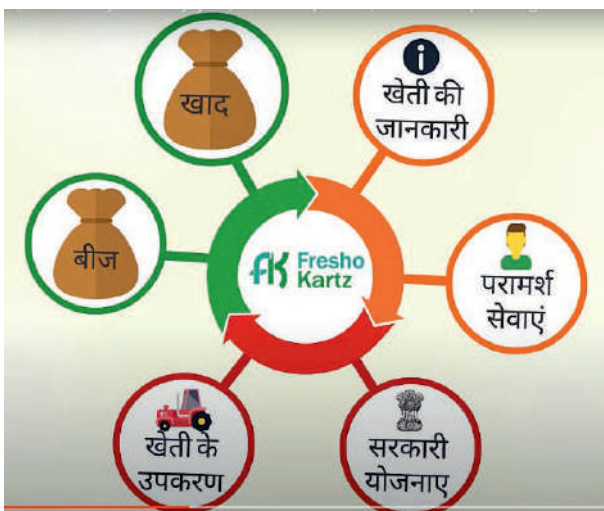 खाद
खेती की
जानकारी
बीज
Fresho
Kartz
परामर्श
सेवाएं
खेती के
उपकरण
सरकारी
योजनाए